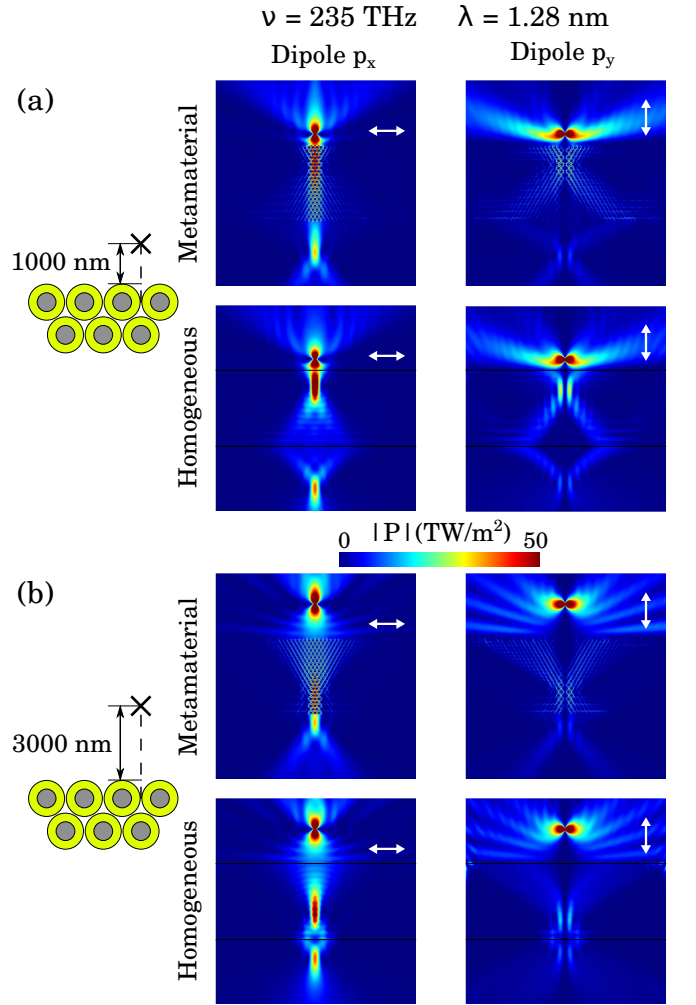 ν = 235 THz λ = 1.28 nm
Dipole pₓ Dipole p_y
(a)
Metamaterial
1000 nm
Homogeneous
0 |P| (TW/m²) 50
(b)
Metamaterial
3000 nm
Homogeneous